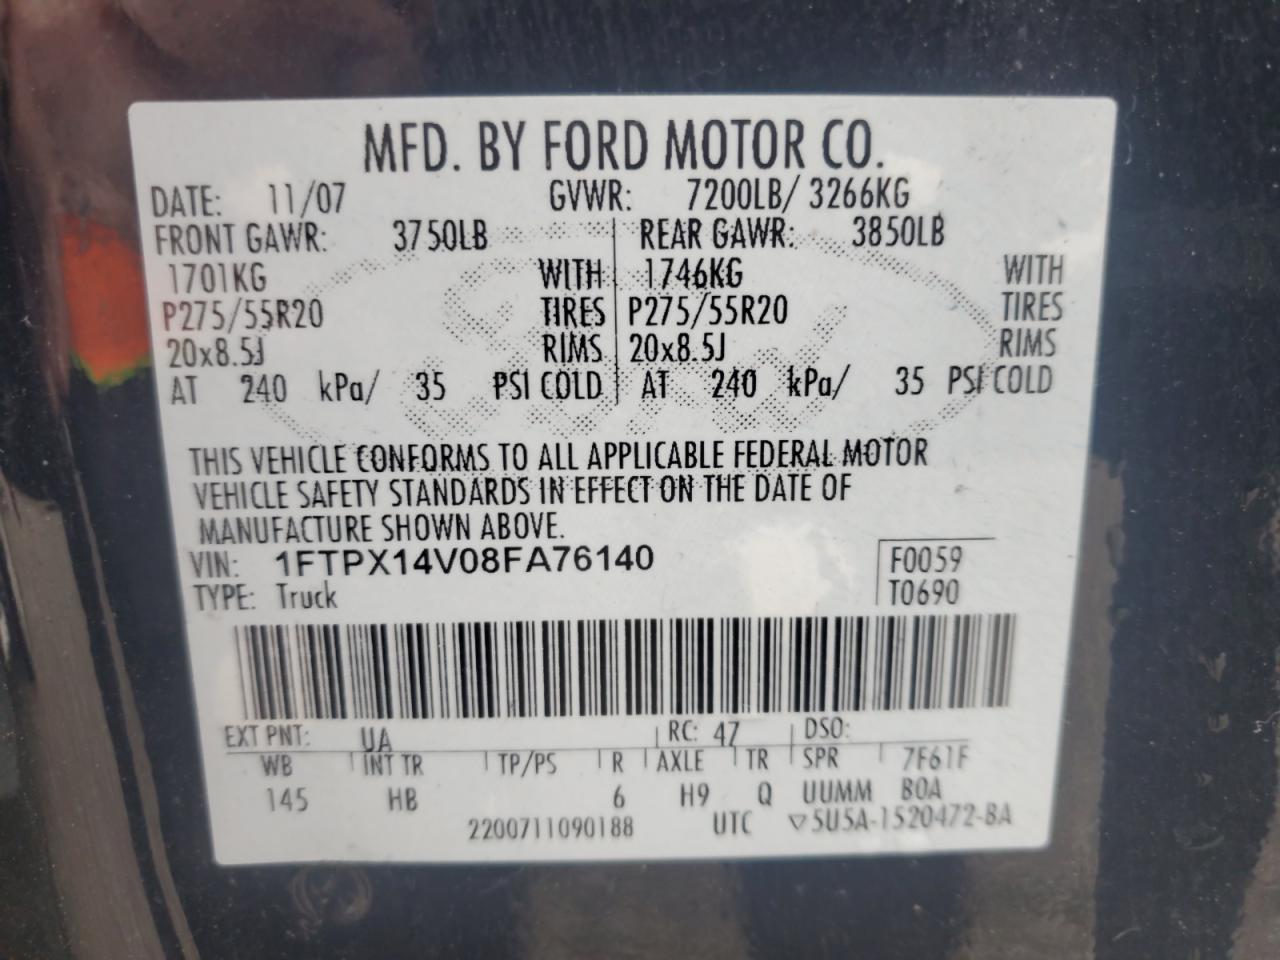 MFD. BY FORD MOTOR CO.
DATE: 11/07 GVWR: 7200LB/ 3266KG
FRONT GAWR: 3750LB REAR GAWR: 3850LB
1701KG WITH 1746KG WITH
P275/55R20 TIRES P275/55R20 TIRES
20x8.5J RIMS 20x8.5J RIMS
AT 240 kPa/ 35 PSI COLD AT 240 kPa/ 35 PSI COLD
THIS VEHICLE CONFORMS TO ALL APPLICABLE FEDERAL MOTOR
VEHICLE SAFETY STANDARDS IN EFFECT ON THE DATE OF
MANUFACTURE SHOWN ABOVE.
VIN: 1FTPX14V08FA76140 F0059
TYPE: Truck T0690
EXT PNT: UA RC: 47 DSO:
WB INT TR TP/PS R AXLE TR SPR 7F61F
145 HB 6 H9 Q UUMM BOA
2200711090188 UTC ▽5U5A-1520472-BA